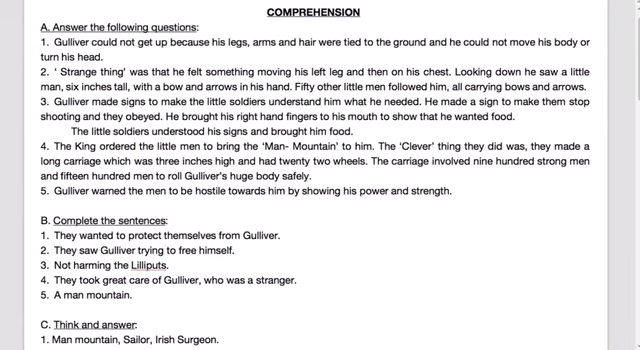 COMPREHENSION
A. Answer the following questions:
1. Gulliver could not get up because his legs, arms and hair were tied to the ground and he could not move his body or
turn his head.
2. ' Strange thing' was that he felt something moving his left leg and then on his chest. Looking down he saw a little
man, six inches tall, with a bow and arrows in his hand. Fifty other little men followed him, all carrying bows and arrows.
3. Gulliver made signs to make the little soldiers understand him what he needed. He made a sign to make them stop
shooting and they obeyed. He brought his right hand fingers to his mouth to show that he wanted food.
The little soldiers understood his signs and brought him food.
4. The King ordered the little men to bring the 'Man- Mountain' to him. The 'Clever' thing they did was, they made a
long carriage which was three inches high and had twenty two wheels. The carriage involved nine hundred strong men
and fifteen hundred men to roll Gulliver's huge body safely.
5. Gulliver warned the men to be hostile towards him by showing his power and strength.
B. Complete the sentences:
1. They wanted to protect themselves from Gulliver.
2. They saw Gulliver trying to free himself.
3. Not harming the Lilliputs.
4. They took great care of Gulliver, who was a stranger.
5. A man mountain.
C. Think and answer:
1. Man mountain, Sailor, Irish Surgeon.